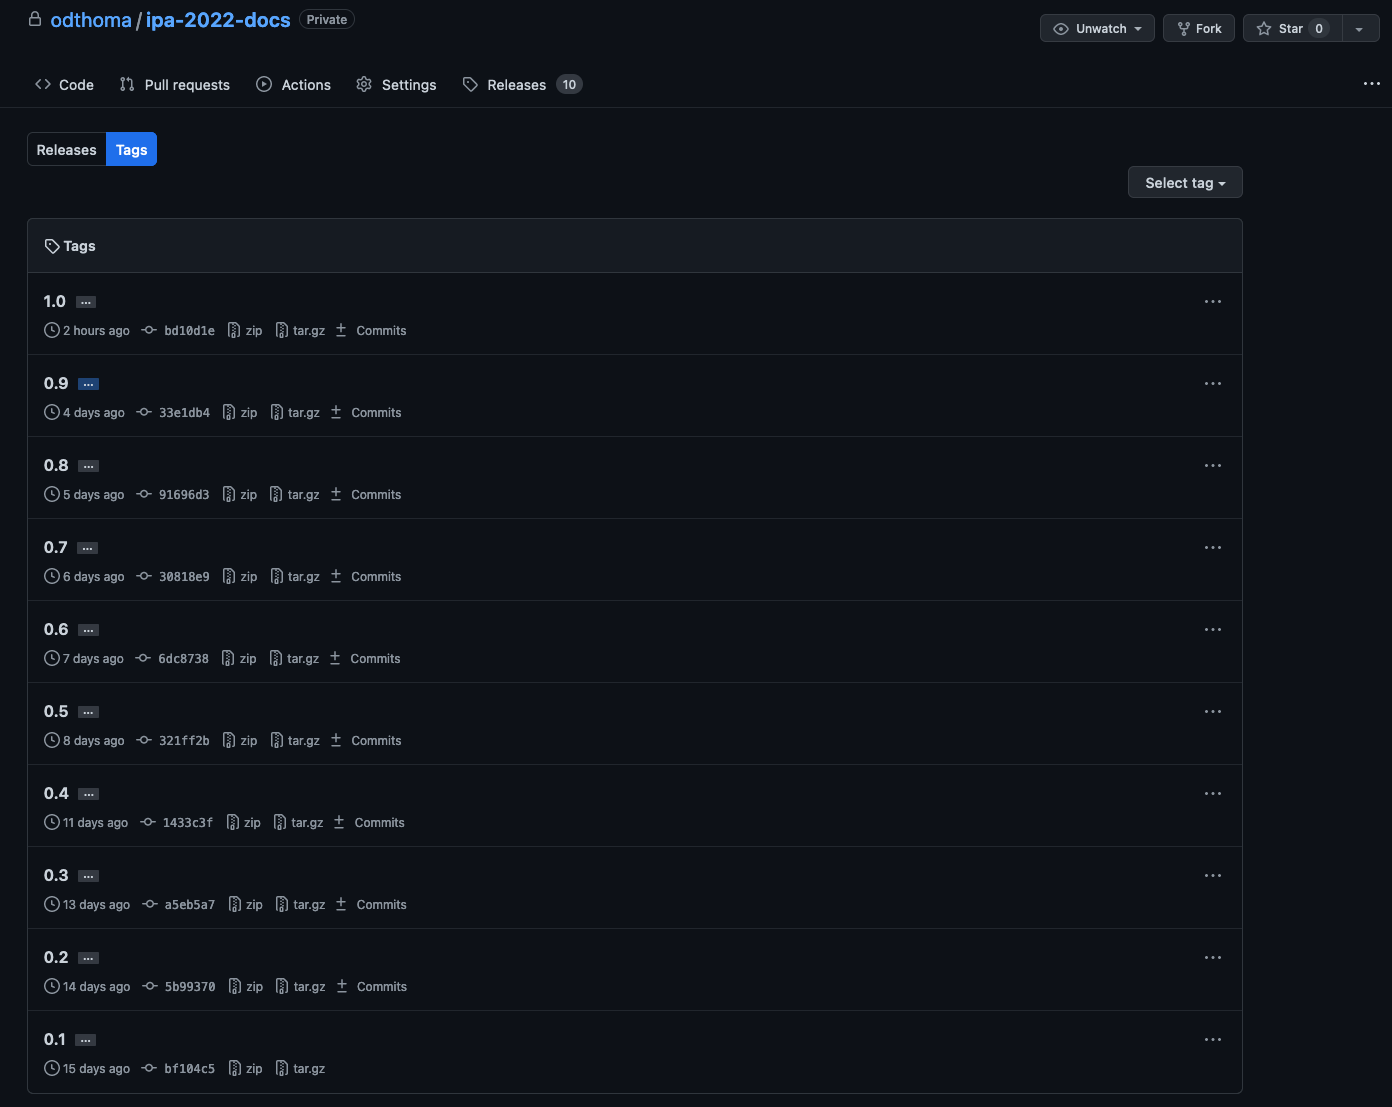 odthoma / ipa-2022-docs Private
Unwatch Fork Star 0
Code Pull requests Actions Settings Releases 10 ...
Releases Tags
Select tag
Tags
1.0 ... ...
2 hours ago bd10d1e zip tar.gz Commits
0.9 ... ...
4 days ago 33e1db4 zip tar.gz Commits
0.8 ... ...
5 days ago 91696d3 zip tar.gz Commits
0.7 ... ...
6 days ago 30818e9 zip tar.gz Commits
0.6 ... ...
7 days ago 6dc8738 zip tar.gz Commits
0.5 ... ...
8 days ago 321ff2b zip tar.gz Commits
0.4 ... ...
11 days ago 1433c3f zip tar.gz Commits
0.3 ... ...
13 days ago a5eb5a7 zip tar.gz Commits
0.2 ... ...
14 days ago 5b99370 zip tar.gz Commits
0.1 ... ...
15 days ago bf104c5 zip tar.gz